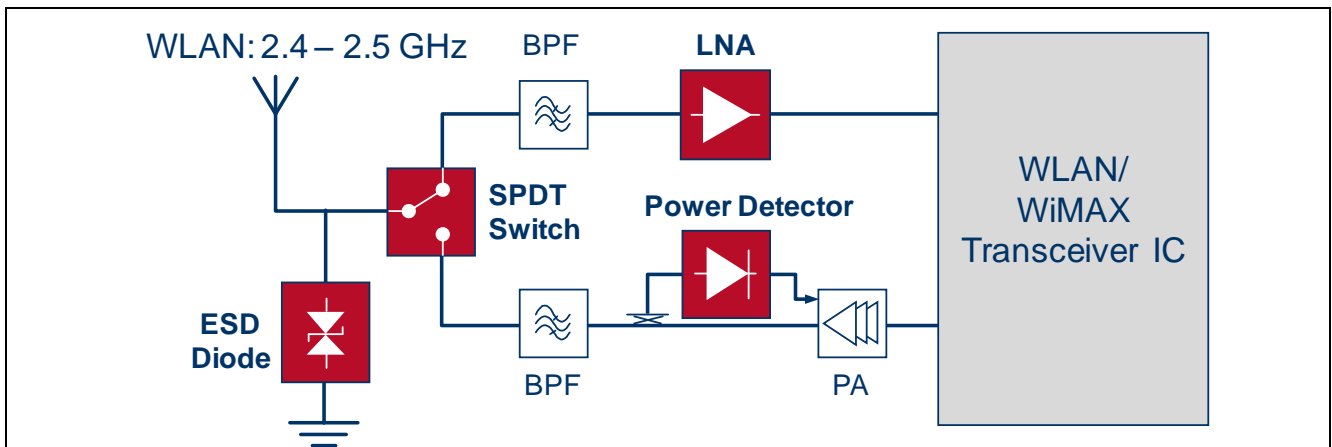 WLAN: 2.4 – 2.5 GHz
BPF
LNA
SPDT
Switch
Power Detector
WLAN/
WiMAX
Transceiver IC
ESD
Diode
BPF
PA